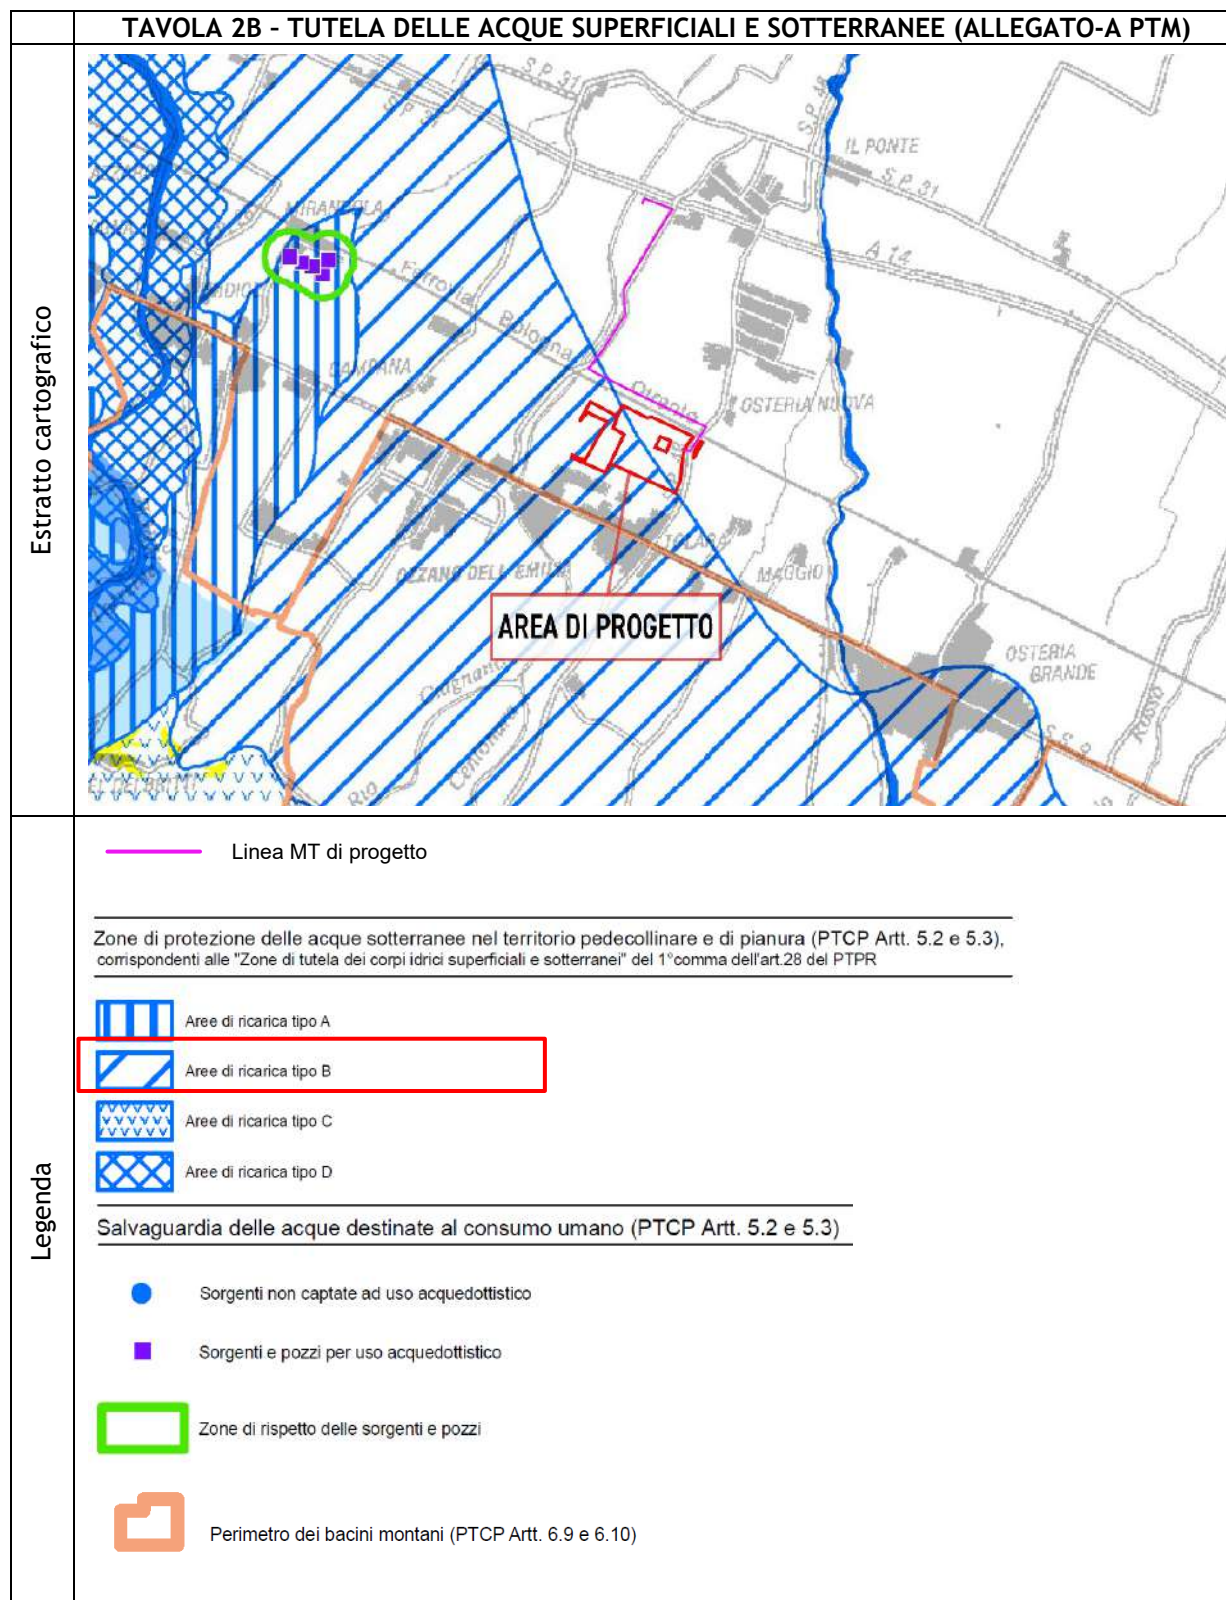 TAVOLA 2B – TUTELA DELLE ACQUE SUPERFICIALI E SOTTERRANEE (ALLEGATO-A PTM)
Estratto cartografico
S.P. 31
S.P.
IL PONTE
S.P. 31
MIRANDOLA
A 14
Ferrovia
Bologna
CAMPANA
OSTERIA NUOVA
TOLARA
OZZANO DELL'EMILIA
MAGGIO
AREA DI PROGETTO
OSTERIA
GRANDE
Centonara
Rio
Rosso
S.S. 9
Legenda
Linea MT di progetto
Zone di protezione delle acque sotterranee nel territorio pedecollinare e di pianura (PTCP Artt. 5.2 e 5.3),
corrispondenti alle "Zone di tutela dei corpi idrici superficiali e sotterranei" del 1°comma dell'art.28 del PTPR
Aree di ricarica tipo A
Aree di ricarica tipo B
Aree di ricarica tipo C
Aree di ricarica tipo D
Salvaguardia delle acque destinate al consumo umano (PTCP Artt. 5.2 e 5.3)
Sorgenti non captate ad uso acquedottistico
Sorgenti e pozzi per uso acquedottistico
Zone di rispetto delle sorgenti e pozzi
Perimetro dei bacini montani (PTCP Artt. 6.9 e 6.10)